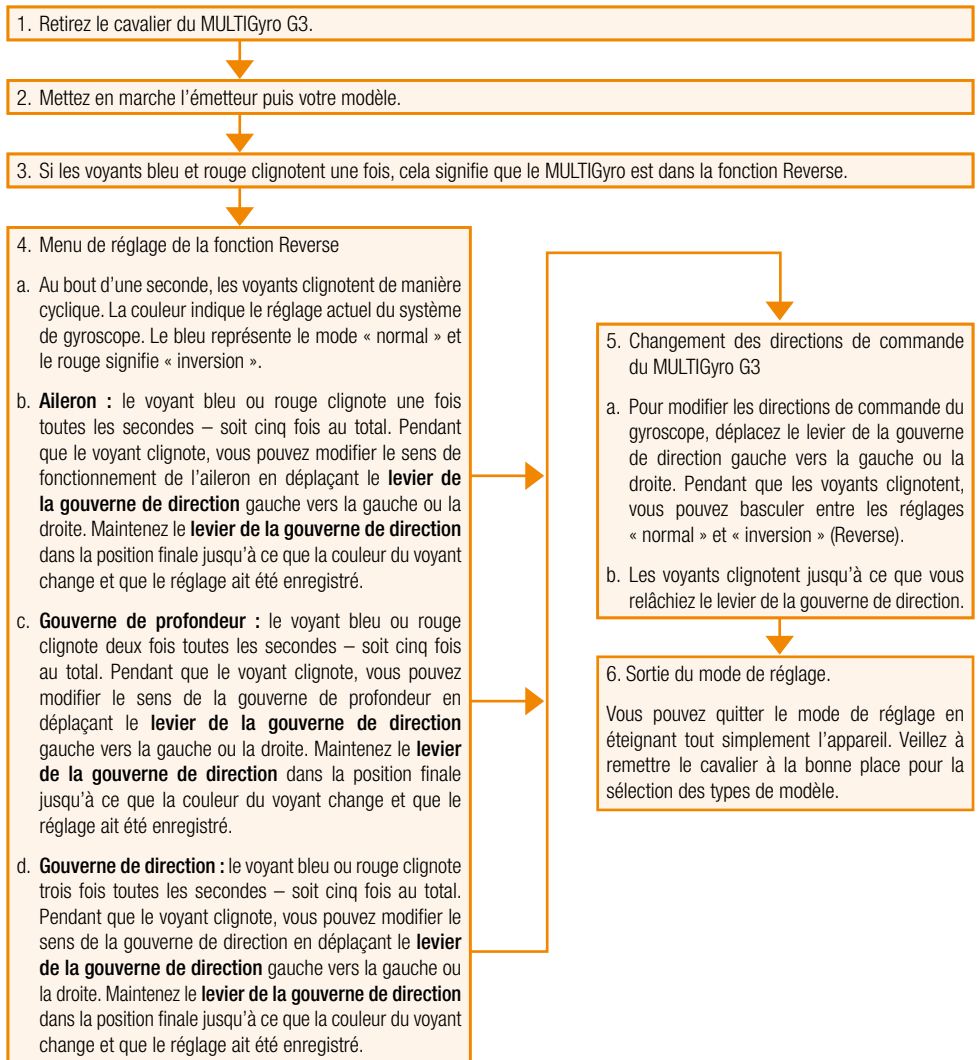 1. Retirez le cavalier du MULTIGyro G3.
2. Mettez en marche l'émetteur puis votre modèle.
3. Si les voyants bleu et rouge clignotent une fois, cela signifie que le MULTIGyro est dans la fonction Reverse.
4. Menu de réglage de la fonction Reverse
a. Au bout d'une seconde, les voyants clignotent de manière
cyclique. La couleur indique le réglage actuel du système
de gyroscope. Le bleu représente le mode « normal » et
le rouge signifie « inversion ».
b. Aileron : le voyant bleu ou rouge clignote une fois
toutes les secondes – soit cinq fois au total. Pendant
que le voyant clignote, vous pouvez modifier le sens de
fonctionnement de l'aileron en déplaçant le levier de
la gouverne de direction gauche vers la gauche ou la
droite. Maintenez le levier de la gouverne de direction
dans la position finale jusqu'à ce que la couleur du voyant
change et que le réglage ait été enregistré.
c. Gouverne de profondeur : le voyant bleu ou rouge
clignote deux fois toutes les secondes – soit cinq fois
au total. Pendant que le voyant clignote, vous pouvez
modifier le sens de la gouverne de profondeur en
déplaçant le levier de la gouverne de direction
gauche vers la gauche ou la droite. Maintenez le levier
de la gouverne de direction dans la position finale
jusqu'à ce que la couleur du voyant change et que le
réglage ait été enregistré.
d. Gouverne de direction : le voyant bleu ou rouge clignote
trois fois toutes les secondes – soit cinq fois au total.
Pendant que le voyant clignote, vous pouvez modifier le
sens de la gouverne de direction en déplaçant le levier
de la gouverne de direction gauche vers la gauche ou
la droite. Maintenez le levier de la gouverne de direction
dans la position finale jusqu'à ce que la couleur du voyant
change et que le réglage ait été enregistré.
5. Changement des directions de commande
du MULTIGyro G3
a. Pour modifier les directions de commande du
gyroscope, déplacez le levier de la gouverne
de direction gauche vers la gauche ou la
droite. Pendant que les voyants clignotent,
vous pouvez basculer entre les réglages
« normal » et « inversion » (Reverse).
b. Les voyants clignotent jusqu'à ce que vous
relâchiez le levier de la gouverne de direction.
6. Sortie du mode de réglage.
Vous pouvez quitter le mode de réglage en
éteignant tout simplement l'appareil. Veillez à
remettre le cavalier à la bonne place pour la
sélection des types de modèle.